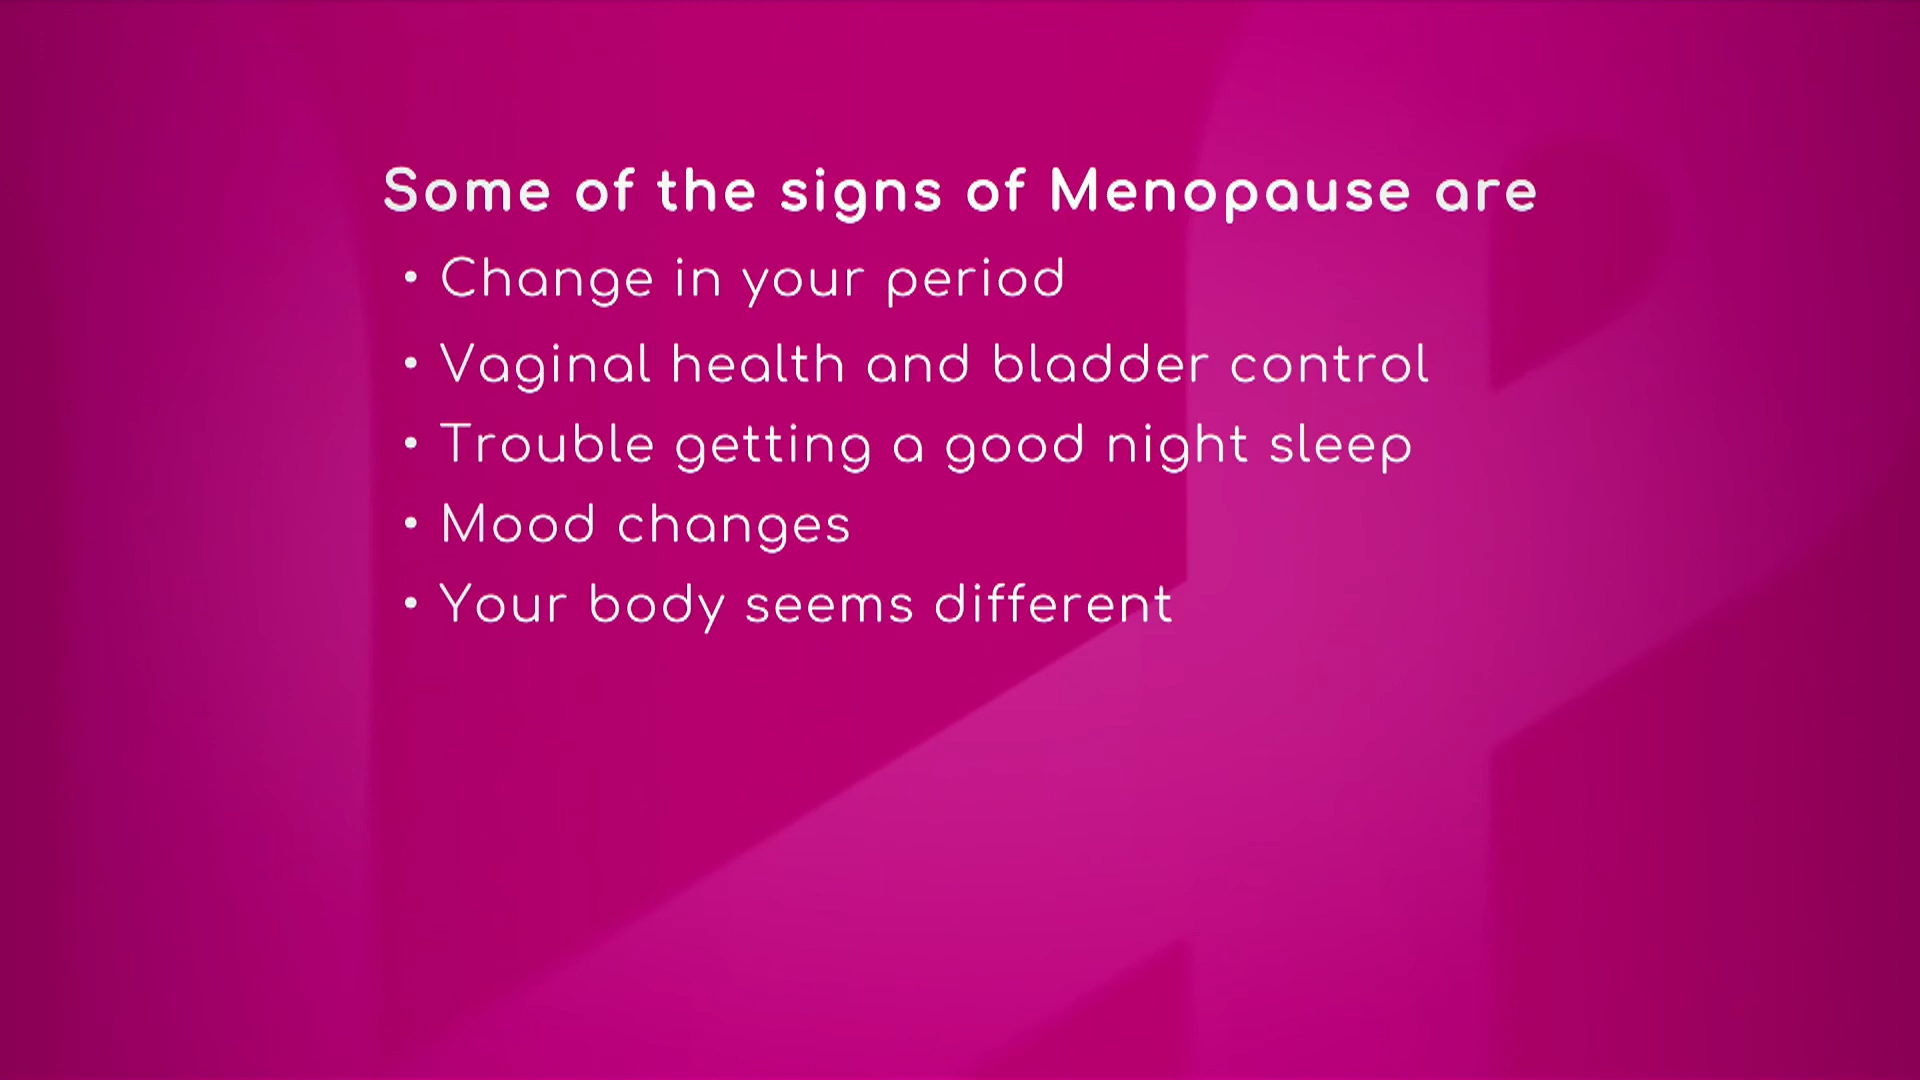 Some of the signs of Menopause are
• Change in your period
• Vaginal health and bladder control
• Trouble getting a good night sleep
• Mood changes
• Your body seems different